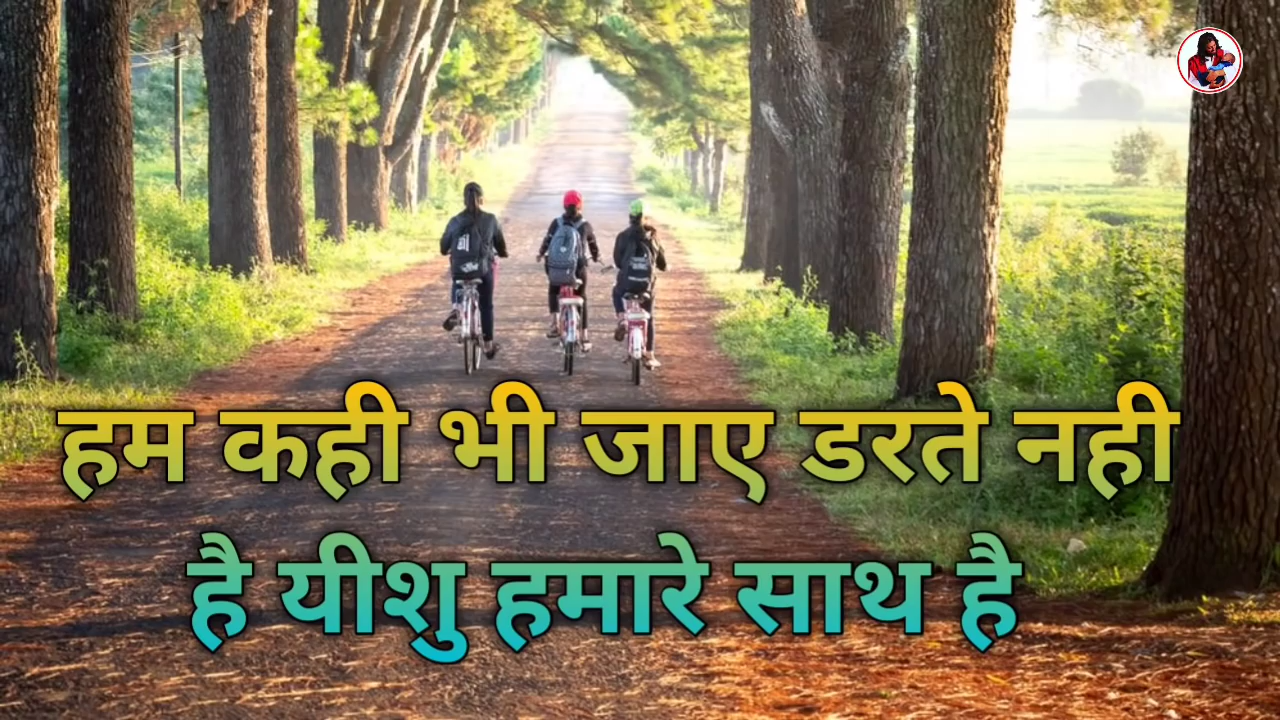 हम कही भी जाए डरते नही
है यीशु हमारे साथ है